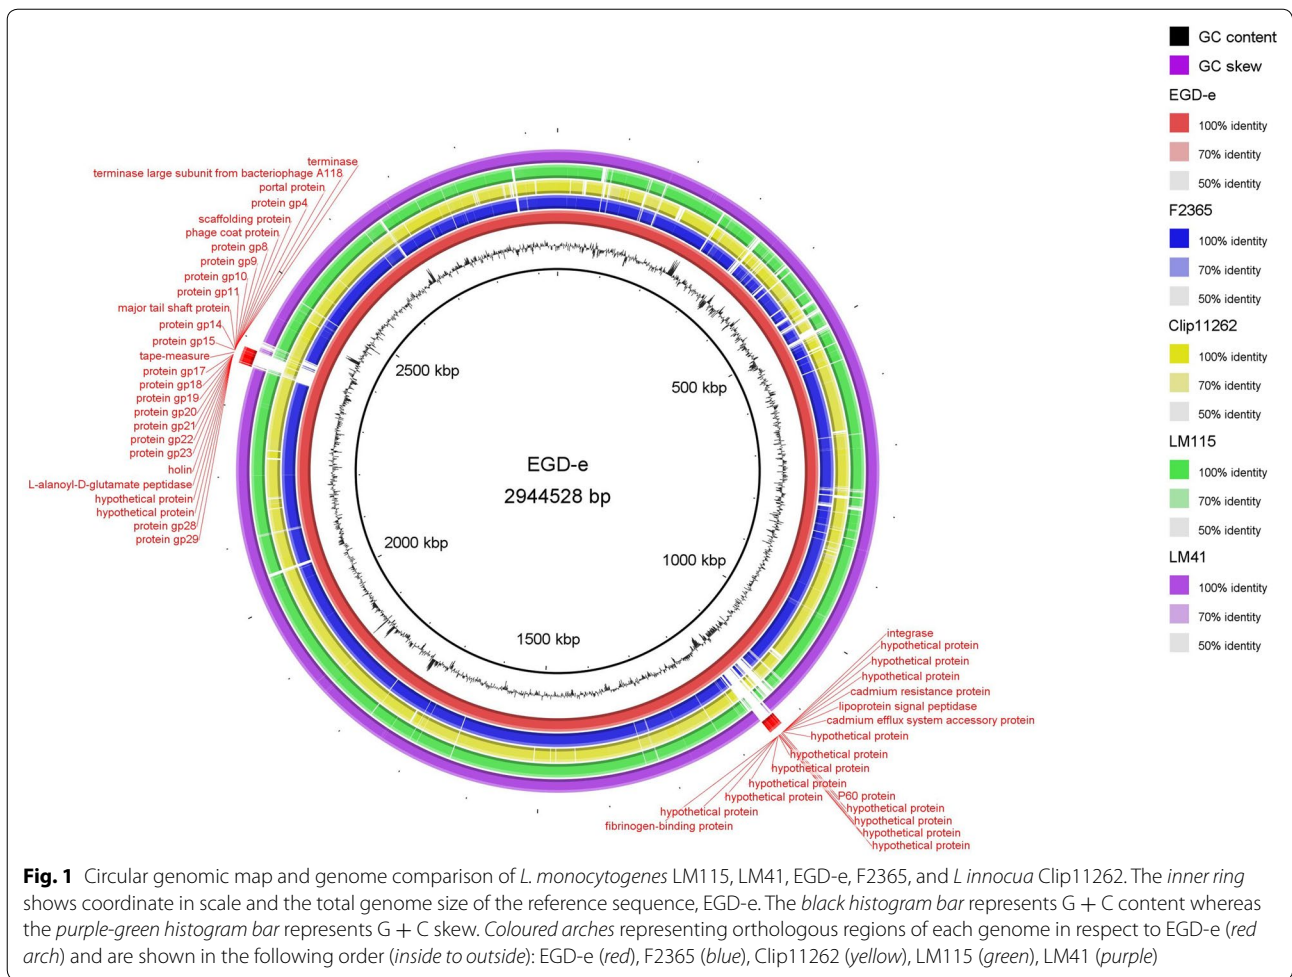 GC content
GC skew
EGD-e
100% identity
70% identity
50% identity
F2365
100% identity
70% identity
50% identity
Clip11262
100% identity
70% identity
50% identity
LM115
100% identity
70% identity
50% identity
LM41
100% identity
70% identity
50% identity
terminase
terminase large subunit from bacteriophage A118
portal protein
protein gp4
scaffolding protein
phage coat protein
protein gp8
protein gp9
protein gp10
protein gp11
major tail shaft protein
protein gp14
protein gp15
tape-measure
protein gp17
protein gp18
protein gp19
protein gp20
protein gp21
protein gp22
protein gp23
holin
L-alanoyl-D-glutamate peptidase
hypothetical protein
hypothetical protein
protein gp28
protein gp29
2500 kbp
500 kbp
EGD-e
2944528 bp
2000 kbp
1000 kbp
1500 kbp
integrase
hypothetical protein
hypothetical protein
hypothetical protein
cadmium resistance protein
lipoprotein signal peptidase
cadmium efflux system accessory protein
hypothetical protein
hypothetical protein
hypothetical protein
hypothetical protein
hypothetical protein
P60 protein
hypothetical protein
hypothetical protein
fibrinogen-binding protein
hypothetical protein
hypothetical protein
hypothetical protein
Fig. 1 Circular genomic map and genome comparison of L. monocytogenes LM115, LM41, EGD-e, F2365, and L innocua Clip11262. The inner ring
shows coordinate in scale and the total genome size of the reference sequence, EGD-e. The black histogram bar represents G + C content whereas
the purple-green histogram bar represents G + C skew. Coloured arches representing orthologous regions of each genome in respect to EGD-e (red
arch) and are shown in the following order (inside to outside): EGD-e (red), F2365 (blue), Clip11262 (yellow), LM115 (green), LM41 (purple)